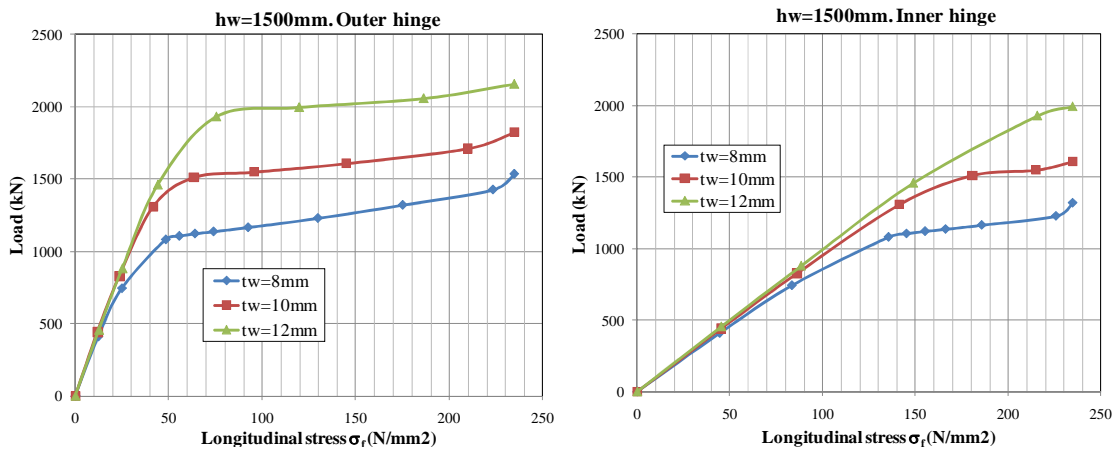 hw=1500mm. Outer hinge
2500
2000
1500
1000
500
0
Load (kN)
tw=8mm
tw=10mm
tw=12mm
0 50 100 150 200 250
Longitudinal stress σf (N/mm2)
hw=1500mm. Inner hinge
2500
2000
1500
1000
500
0
Load (kN)
tw=8mm
tw=10mm
tw=12mm
0 50 100 150 200 250
Longitudinal stress σf (N/mm2)